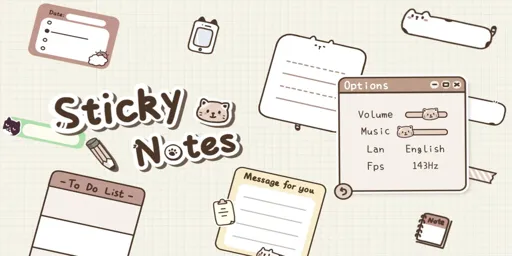 Date:
Sticky
Notes
Options
Volume
Music
Lan English
Fps 143Hz
- To Do List -
Message for you
Note